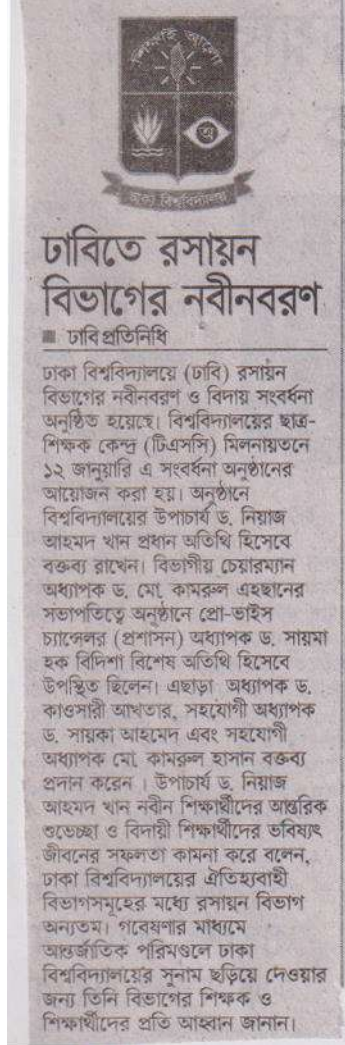 শিক্ষাই আলো
অ
ঢাকা বিশ্ববিদ্যালয়
ঢাবিতে রসায়ন
বিভাগের নবীনবরণ
■ ঢাবি প্রতিনিধি
ঢাকা বিশ্ববিদ্যালয়ে (ঢাবি) রসায়ন
বিভাগের নবীনবরণ ও বিদায় সংবর্ধনা
অনুষ্ঠিত হয়েছে। বিশ্ববিদ্যালয়ের ছাত্র-
শিক্ষক কেন্দ্র (টিএসসি) মিলনায়তনে
১২ জানুয়ারি এ সংবর্ধনা অনুষ্ঠানের
আয়োজন করা হয়। অনুষ্ঠানে
বিশ্ববিদ্যালয়ের উপাচার্য ড. নিয়াজ
আহমদ খান প্রধান অতিথি হিসেবে
বক্তব্য রাখেন। বিভাগীয় চেয়ারম্যান
অধ্যাপক ড. মো. কামরুল এহছানের
সভাপতিত্বে অনুষ্ঠানে প্রো-ভাইস
চ্যান্সেলর (প্রশাসন) অধ্যাপক ড. সায়মা
হক বিদিশা বিশেষ অতিথি হিসেবে
উপস্থিত ছিলেন। এছাড়া অধ্যাপক ড.
কাওসারী আখতার, সহযোগী অধ্যাপক
ড. সায়কা আহমেদ এবং সহযোগী
অধ্যাপক মো. কামরুল হাসান বক্তব্য
প্রদান করেন । উপাচার্য ড. নিয়াজ
আহমদ খান নবীন শিক্ষার্থীদের আন্তরিক
শুভেচ্ছা ও বিদায়ী শিক্ষার্থীদের ভবিষ্যৎ
জীবনের সফলতা কামনা করে বলেন,
ঢাকা বিশ্ববিদ্যালয়ের ঐতিহ্যবাহী
বিভাগসমূহের মধ্যে রসায়ন বিভাগ
অন্যতম। গবেষণার মাধ্যমে
আন্তর্জাতিক পরিমণ্ডলে ঢাকা
বিশ্ববিদ্যালয়ের সুনাম ছড়িয়ে দেওয়ার
জন্য তিনি বিভাগের শিক্ষক ও
শিক্ষার্থীদের প্রতি আহ্বান জানান।